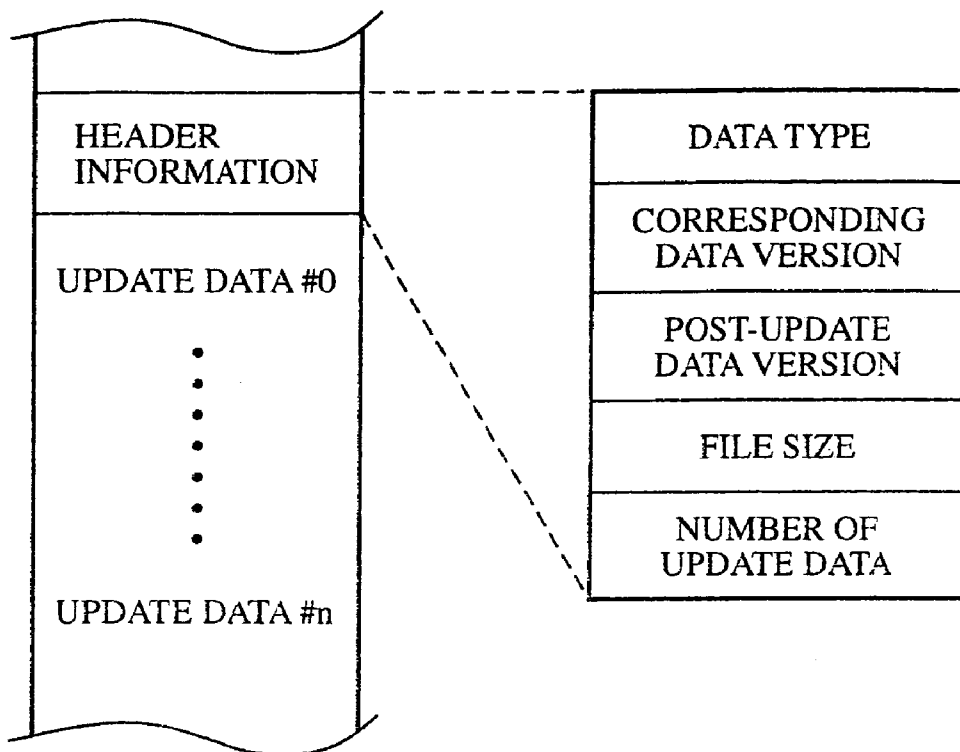 HEADER
INFORMATION
UPDATE DATA #0
UPDATE DATA #n
DATA TYPE
CORRESPONDING
DATA VERSION
POST-UPDATE
DATA VERSION
FILE SIZE
NUMBER OF
UPDATE DATA